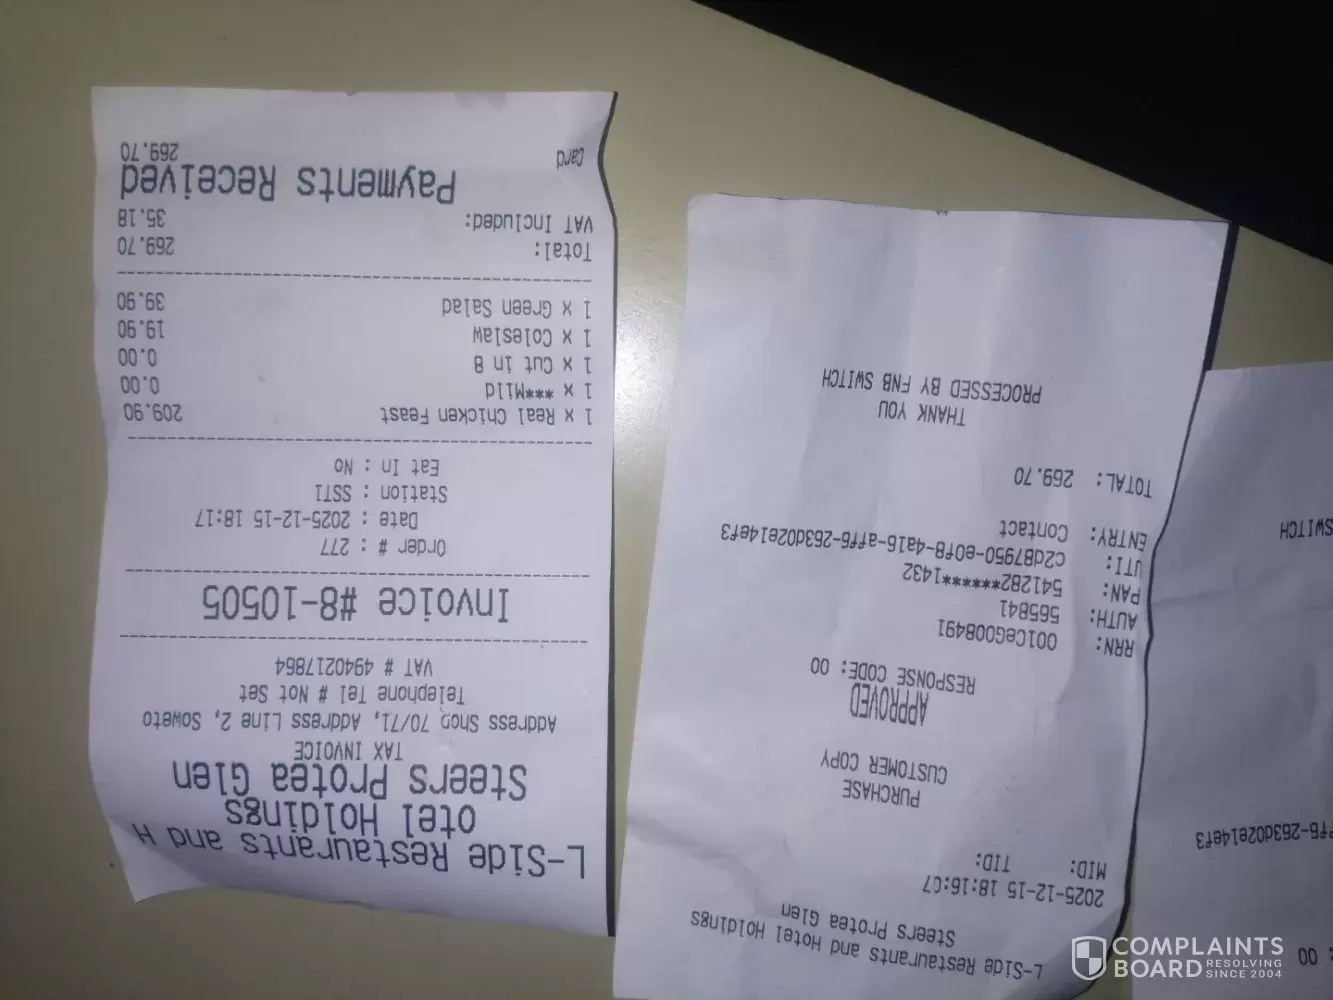 L-Side Restaurants and H
otel Holdings
Steers Protea Glen
TAX INVOICE
Address Shop 70/71, Address Line 2, Soweto
Telephone Tel # Not Set
VAT # 4940217864
Invoice #8-10505
Order # : 277
Date : 2025-12-15 18:17
Station : SST1
Eat In : No
1 x Real Chicken Feast 209.90
1 x ***Mild 0.00
1 x Cut in 8 0.00
1 x Coleslaw 19.90
1 x Green Salad 39.90
Total: 269.70
VAT Included: 35.18
Payments Received
Card 269.70
L-Side Restaurants and Hotel Holdings
Steers Protea Glen
2025-12-15 18:16:07
MID: TID:
PURCHASE
CUSTOMER COPY
APPROVED
RESPONSE CODE: 00
RRN: 001CeG008491
AUTH: 565841
PAN: 541282******1432
UTI: c2d87950-e0f8-4a16-aff6-263d02e14ef3
ENTRY: Contact
TOTAL: 269.70
THANK YOU
PROCESSED BY FNB SWITCH
: 00
ff6-263d02e14ef3
SWITCH
COMPLAINTS
BOARD RESOLVING
SINCE 2004